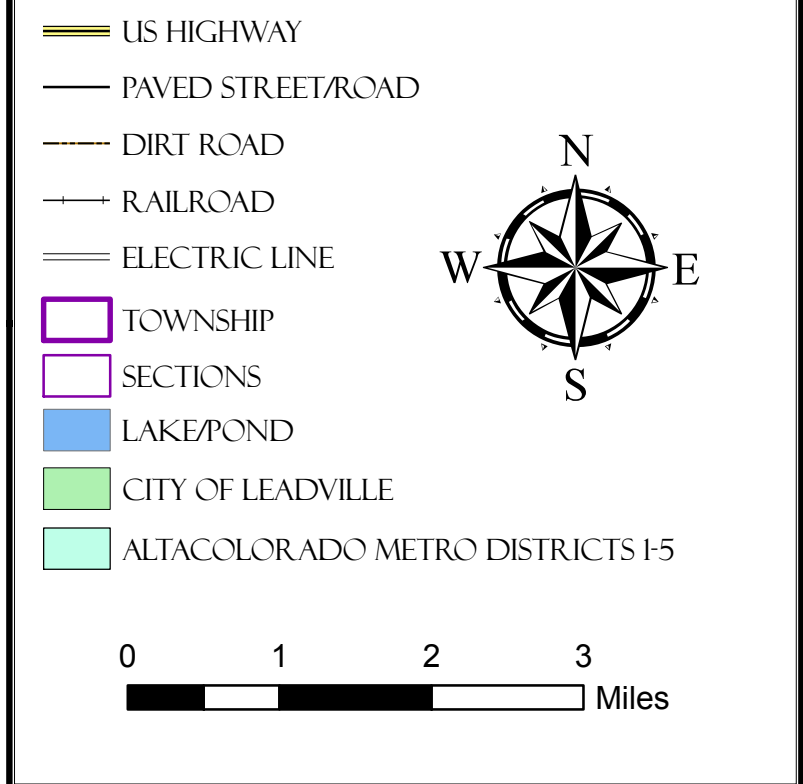 US HIGHWAY
PAVED STREET/ROAD
DIRT ROAD
RAILROAD
ELECTRIC LINE
TOWNSHIP
SECTIONS
LAKE/POND
CITY OF LEADVILLE
ALTACOLORADO METRO DISTRICTS 1-5
N
W E
S
0 1 2 3
Miles